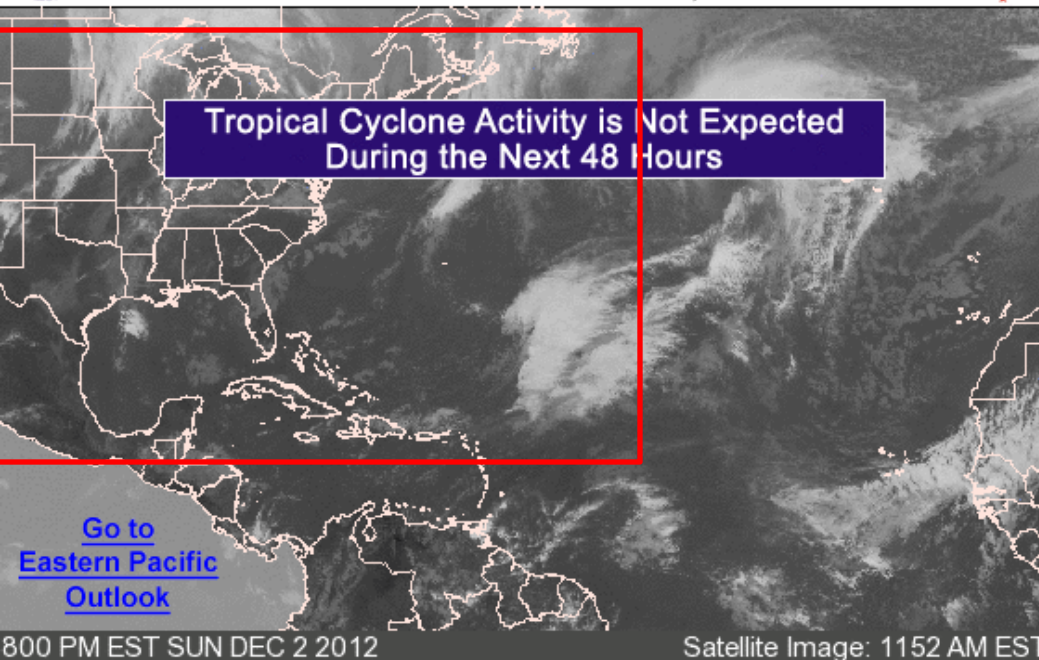 Tropical Cyclone Activity is Not Expected
During the Next 48 Hours
Go to
Eastern Pacific
Outlook
800 PM EST SUN DEC 2 2012
Satellite Image: 1152 AM EST